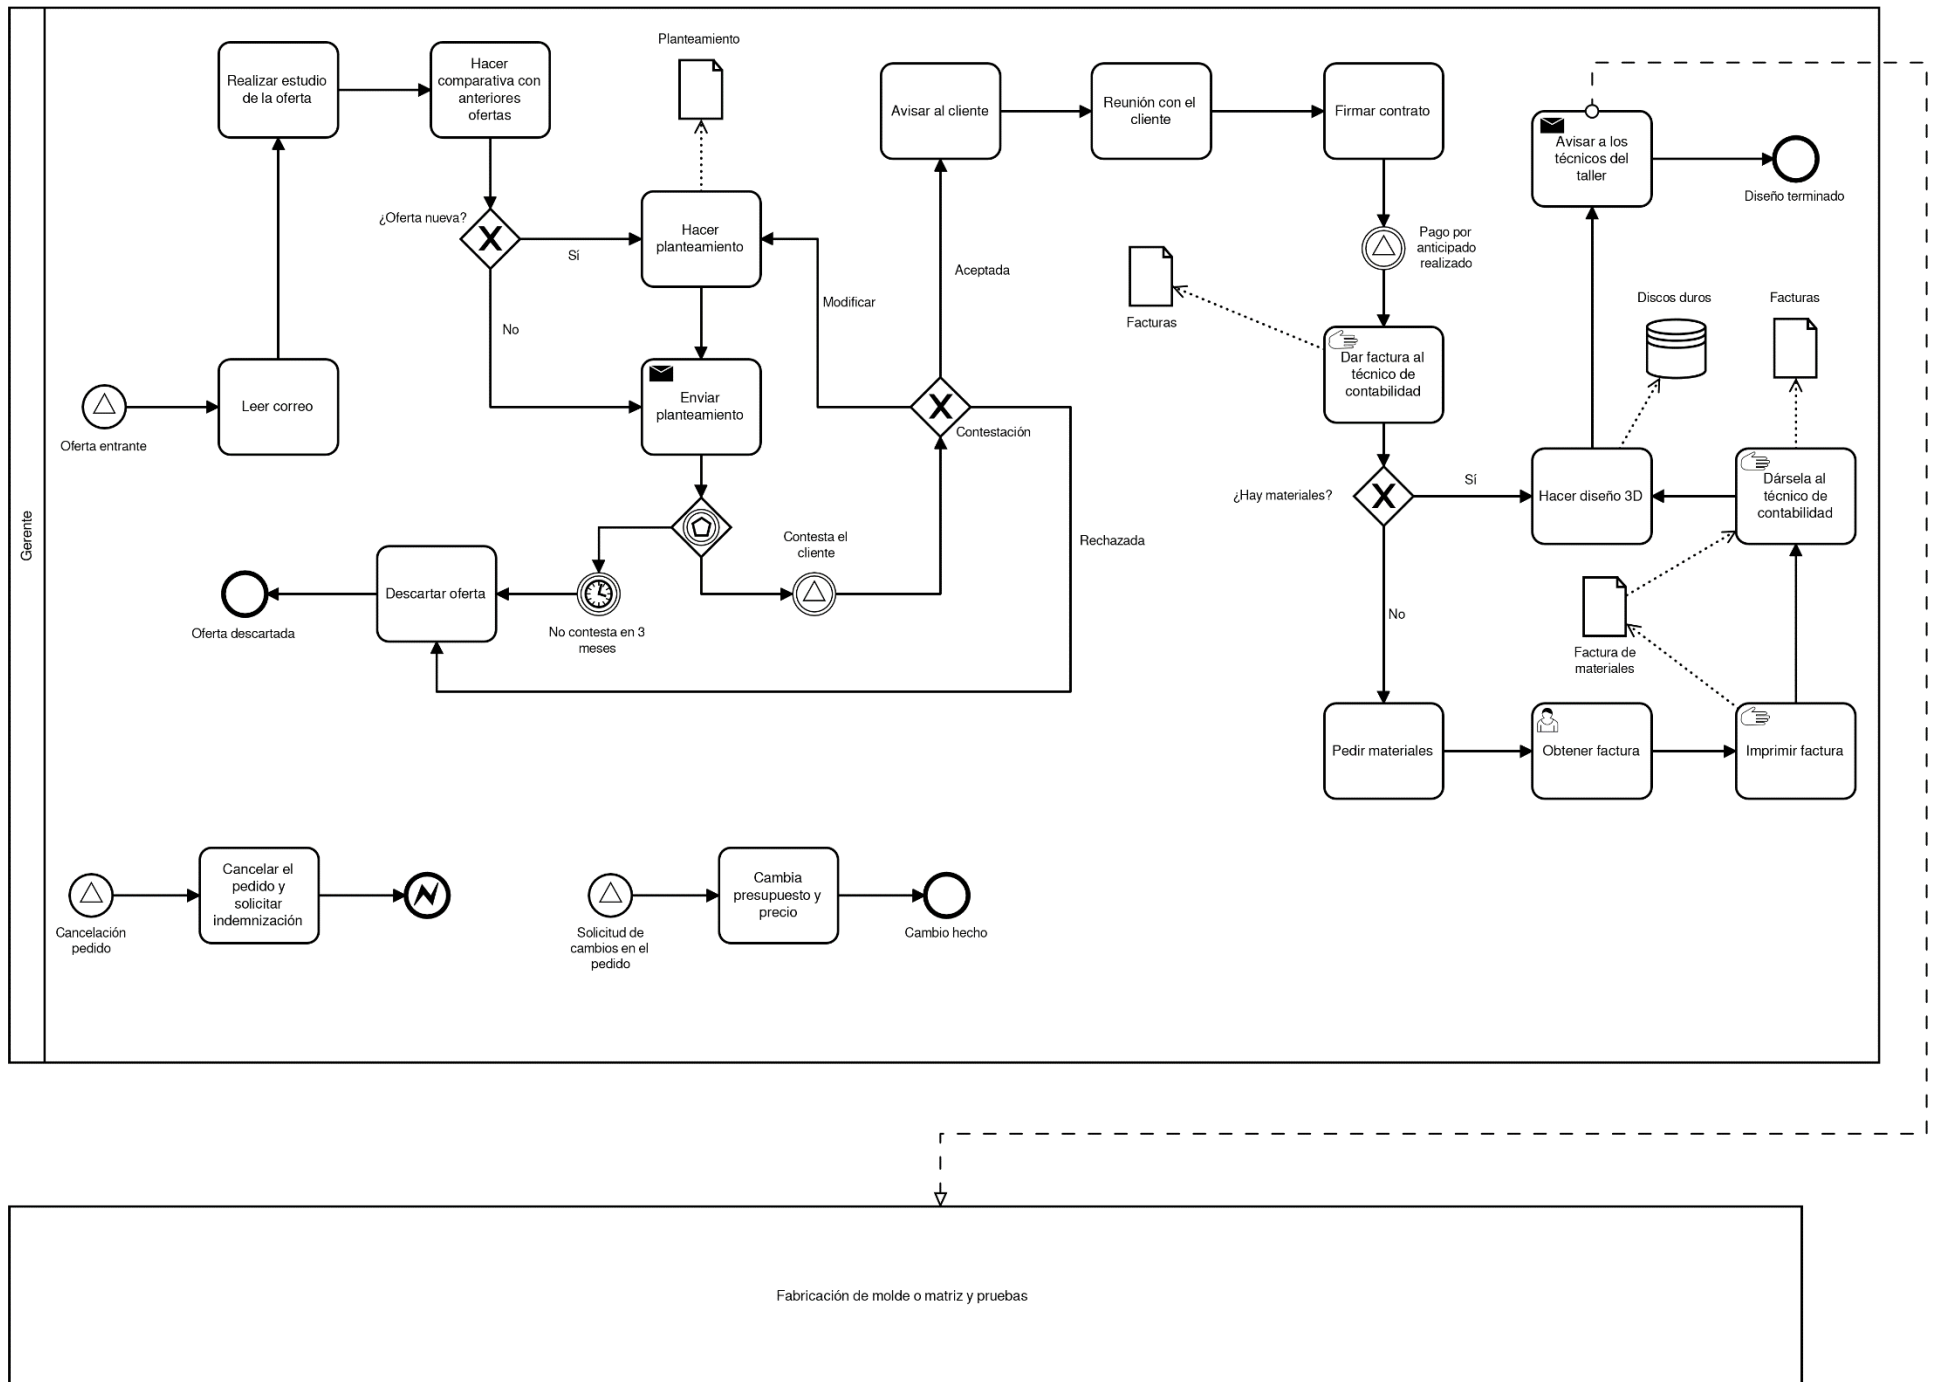 Gerente
Planteamiento
Realizar estudio
de la oferta
Hacer
comparativa con
anteriores
ofertas
Avisar al cliente
Reunión con el
cliente
Firmar contrato
Avisar a los
técnicos del
taller
Diseño terminado
¿Oferta nueva?
Sí
Hacer
planteamiento
Modificar
Aceptada
Pago por
anticipado
realizado
Facturas
Discos duros
Facturas
No
Oferta entrante
Leer correo
Enviar
planteamiento
Contestación
Dar factura al
técnico de
contabilidad
¿Hay materiales?
Sí
Hacer diseño 3D
Dársela al
técnico de
contabilidad
Oferta descartada
Descartar oferta
No contesta en 3
meses
Contesta el
cliente
Rechazada
No
Factura de
materiales
Pedir materiales
Obtener factura
Imprimir factura
Cancelación
pedido
Cancelar el
pedido y
solicitar
indemnización
Solicitud de
cambios en el
pedido
Cambia
presupuesto y
precio
Cambio hecho
Fabricación de molde o matriz y pruebas